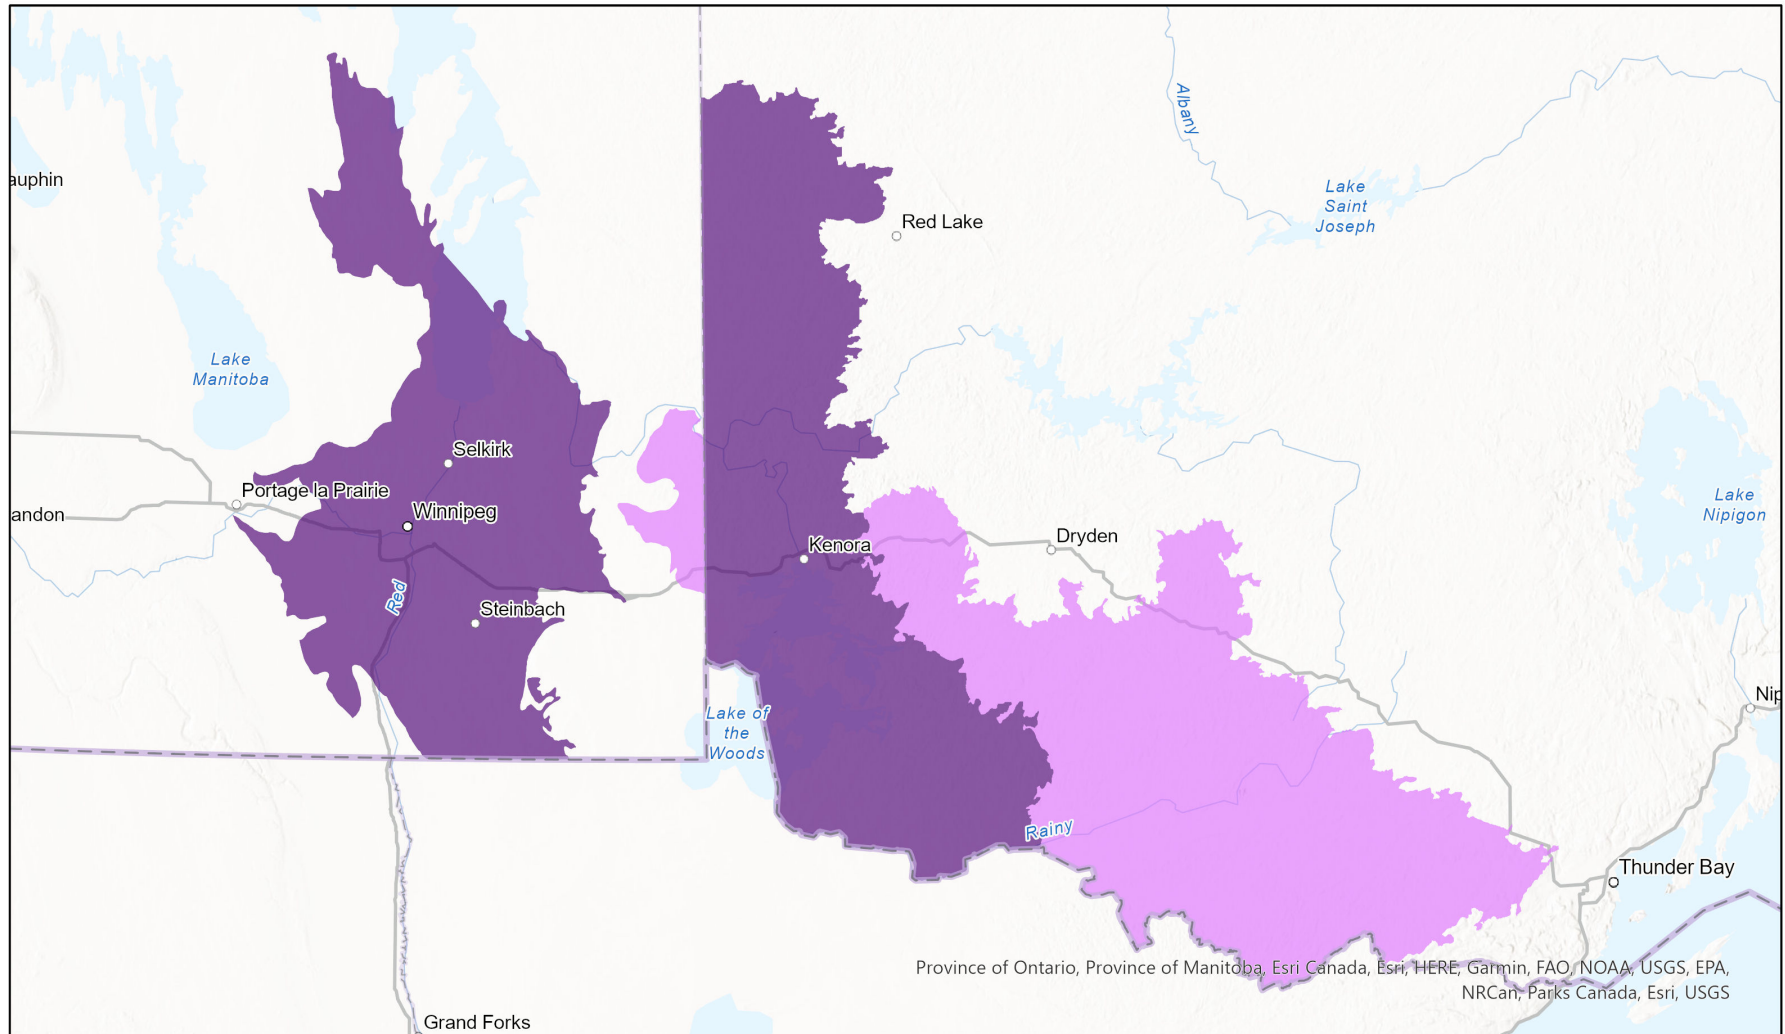 Albany
auphin
Lake
Saint
Joseph
Red Lake
Lake
Manitoba
Selkirk
Portage la Prairie
Winnipeg
andon
Lake
Nipigon
Kenora
Dryden
Red
Steinbach
Nip
Lake of
the
Woods
Rainy
Thunder Bay
Province of Ontario, Province of Manitoba, Esri Canada, Esri, HERE, Garmin, FAO, NOAA, USGS, EPA,
NRCan, Parks Canada, Esri, USGS
Grand Forks